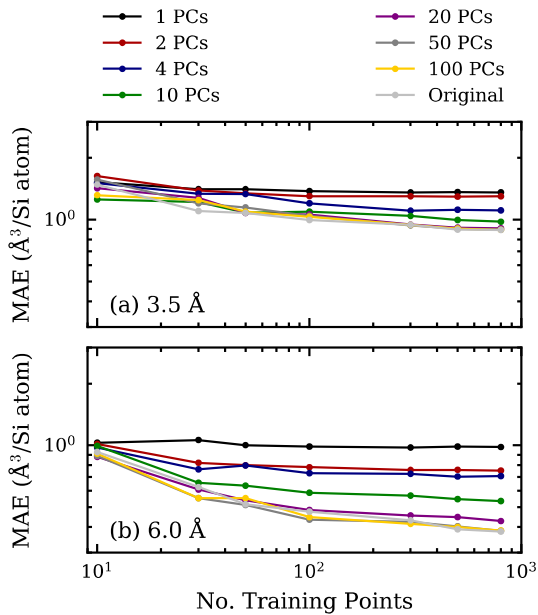 1 PCs
2 PCs
4 PCs
10 PCs
20 PCs
50 PCs
100 PCs
Original
MAE (Å³/Si atom)
10⁰
(a) 3.5 Å
MAE (Å³/Si atom)
10⁰
(b) 6.0 Å
10¹ 10² 10³
No. Training Points